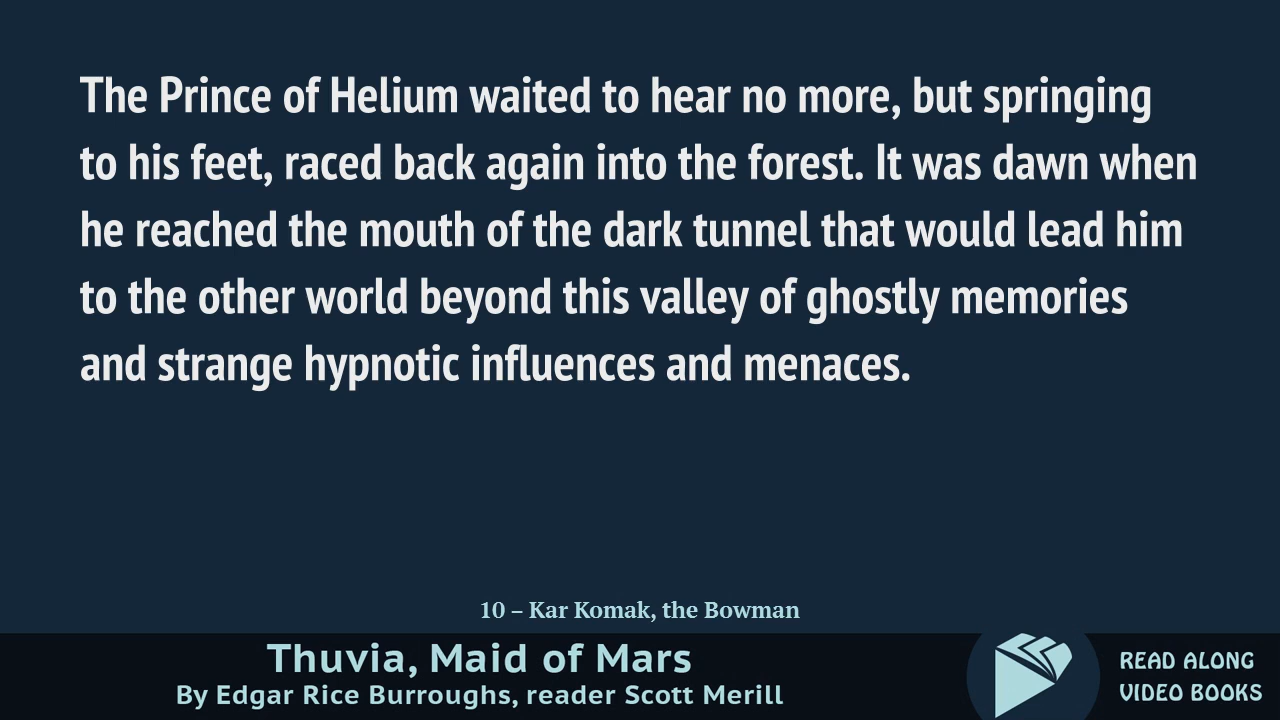 The Prince of Helium waited to hear no more, but springing
to his feet, raced back again into the forest. It was dawn when
he reached the mouth of the dark tunnel that would lead him
to the other world beyond this valley of ghostly memories
and strange hypnotic influences and menaces.
10 – Kar Komak, the Bowman
Thuvia, Maid of Mars
By Edgar Rice Burroughs, reader Scott Merill
READ ALONG
VIDEO BOOKS